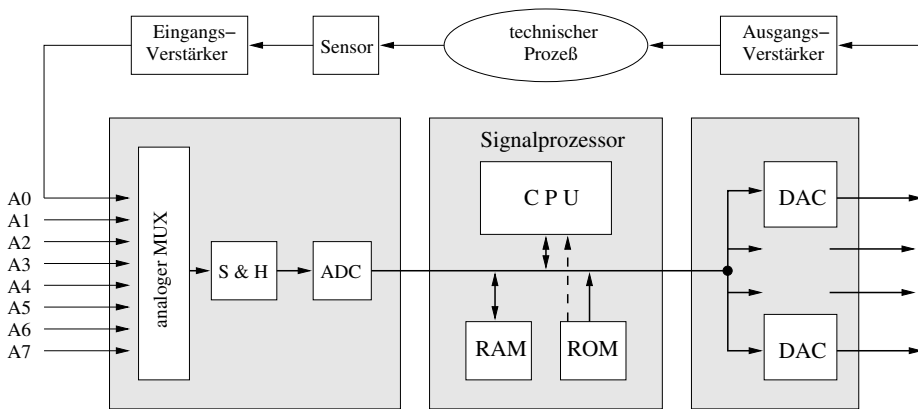 Eingangs–
Verstärker
Sensor
technischer
Prozeß
Ausgangs–
Verstärker
Signalprozessor
A0
A1
A2
A3
A4
A5
A6
A7
analoger MUX
S & H
ADC
C P U
RAM
ROM
DAC
DAC